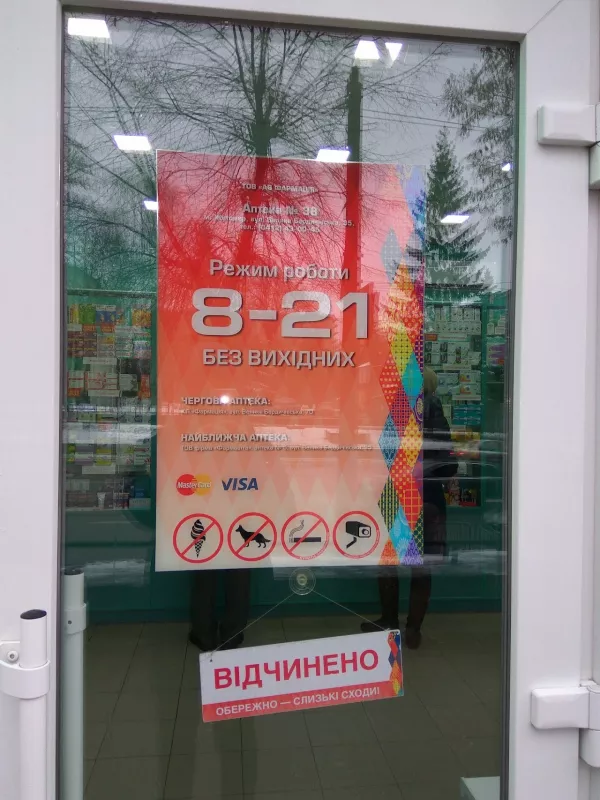 ТОВ «АВ ФАРМАЦІЯ»
Аптека № 38
Режим роботи
8-21
БЕЗ ВИХІДНИХ
ЧЕРГОВА АПТЕКА:
НАЙБЛИЖЧА АПТЕКА:
MasterCard VISA
ВІДЧИНЕНО
ОБЕРЕЖНО — СЛИЗЬКІ СХОДИ!